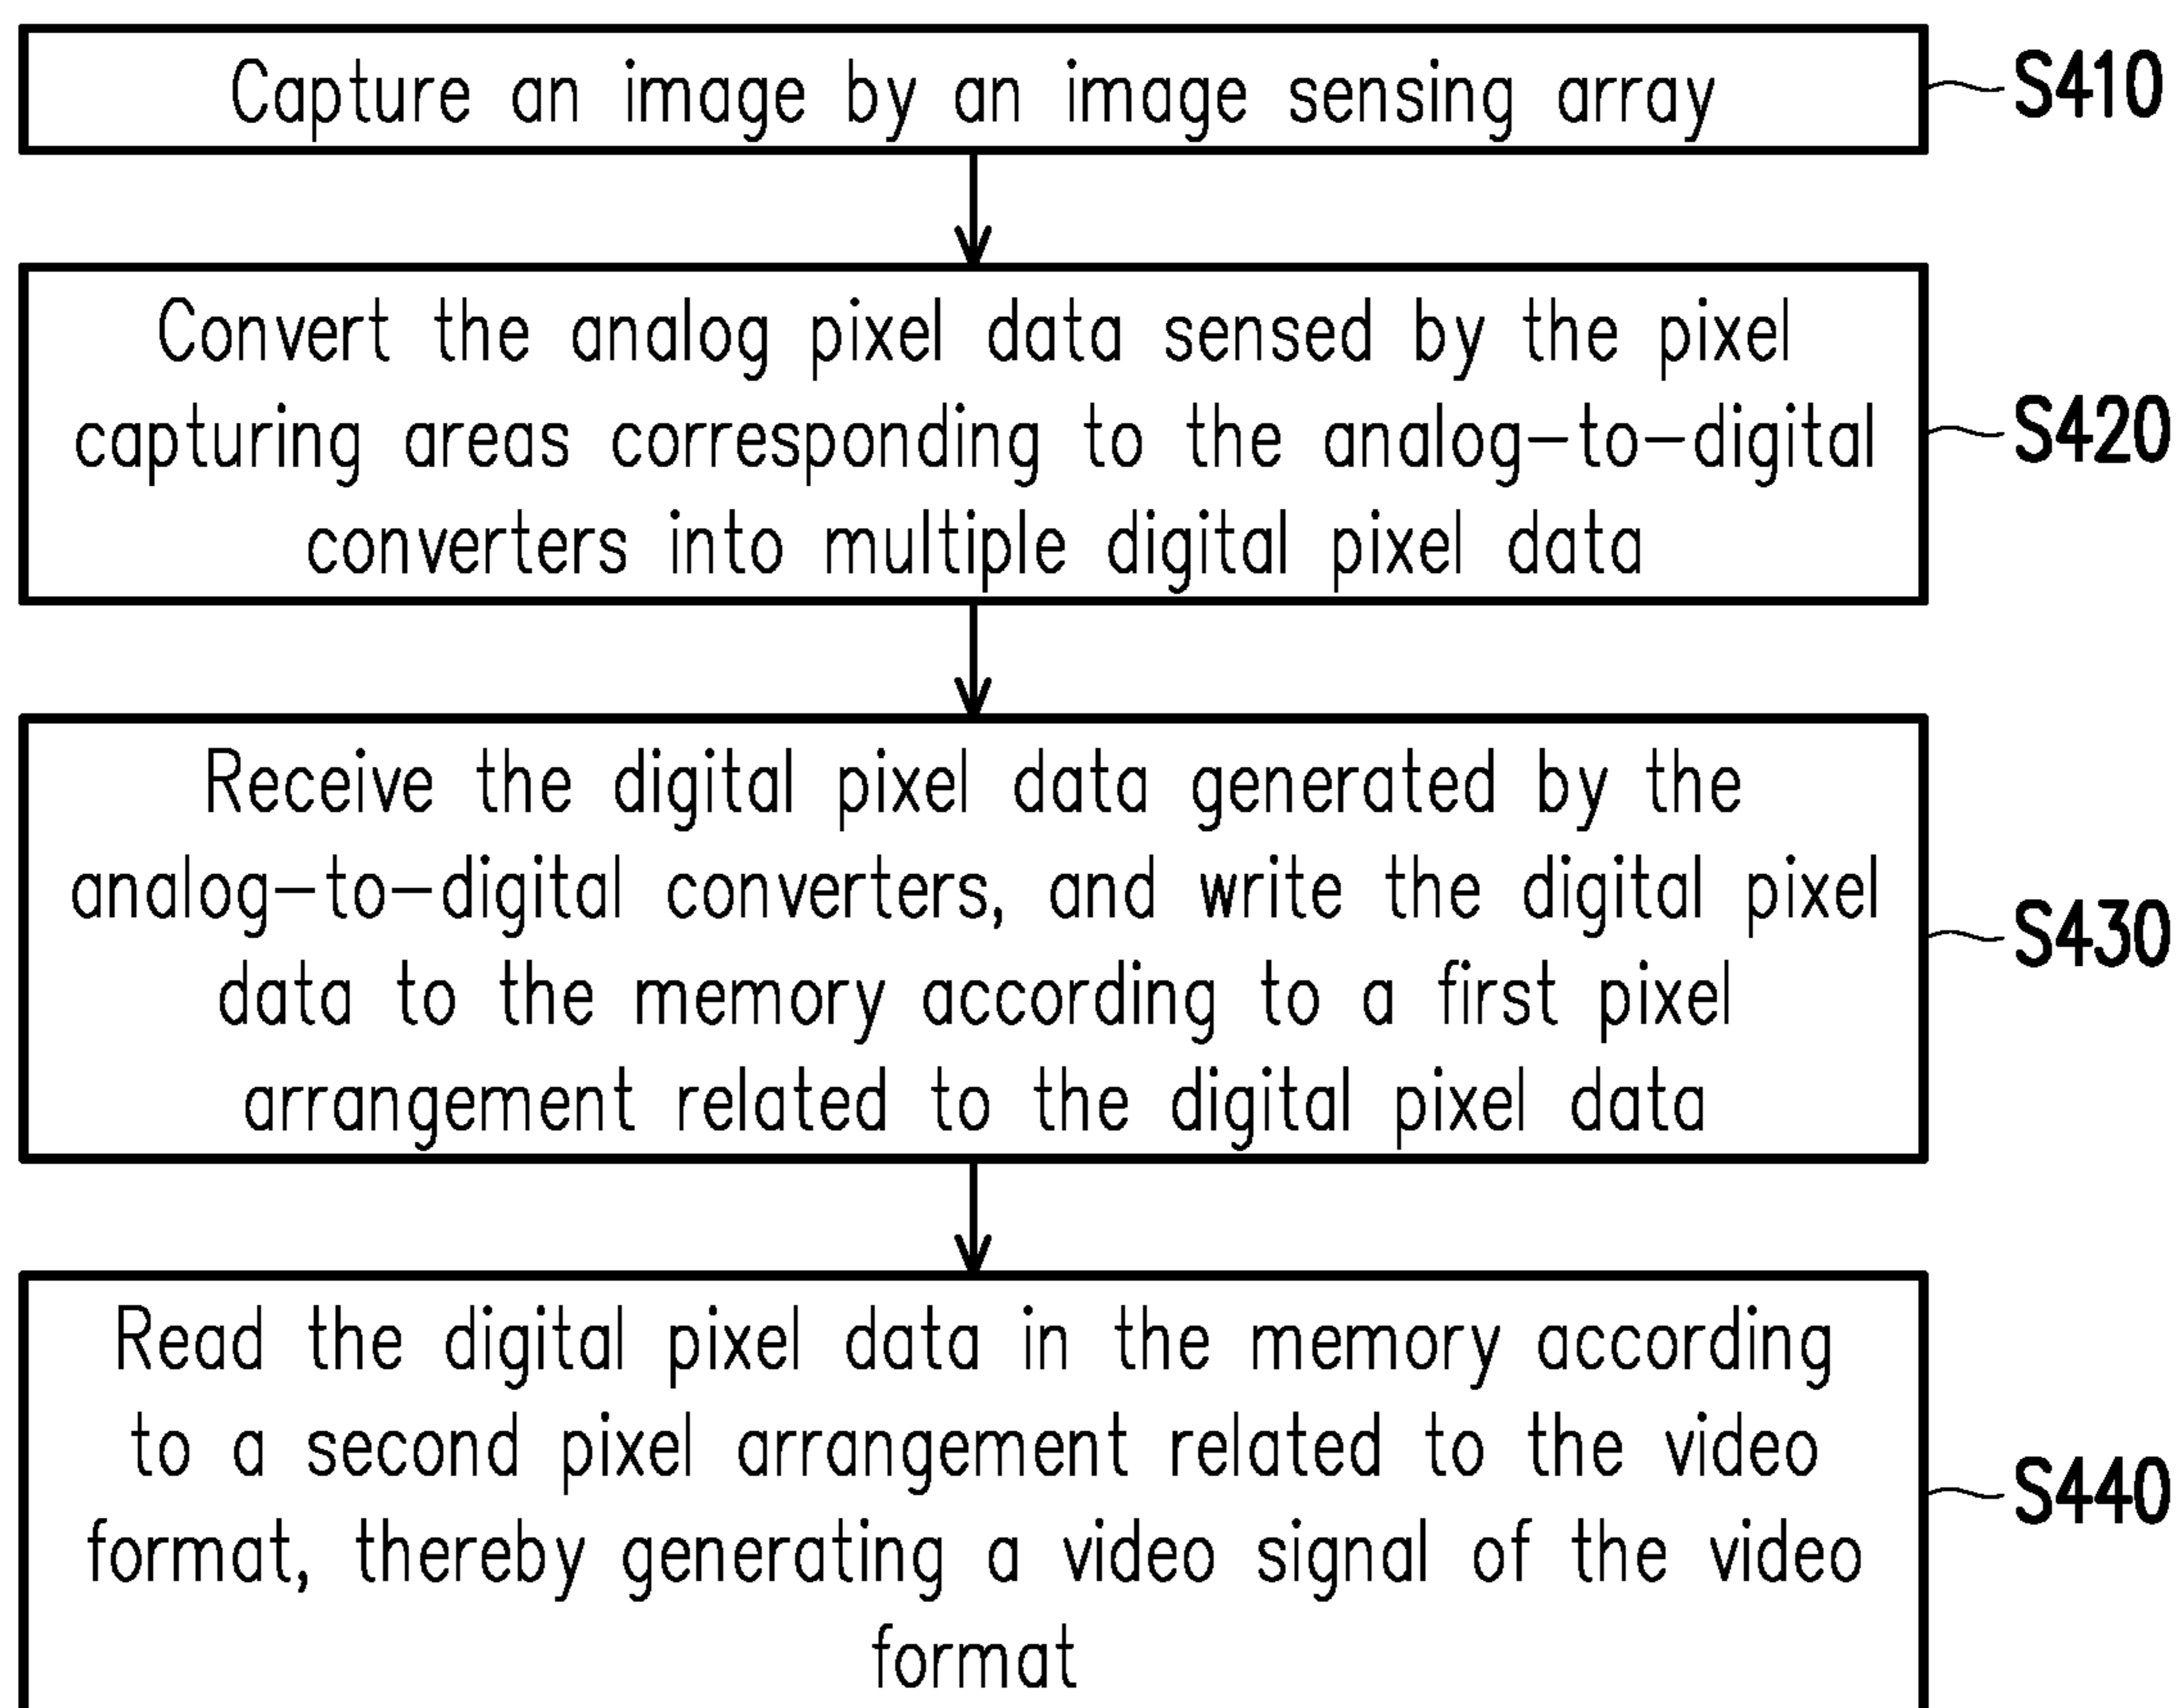 Capture an image by an image sensing array
S410
Convert the analog pixel data sensed by the pixel
capturing areas corresponding to the analog-to-digital
converters into multiple digital pixel data
S420
Receive the digital pixel data generated by the
analog-to-digital converters, and write the digital pixel
data to the memory according to a first pixel
arrangement related to the digital pixel data
S430
Read the digital pixel data in the memory according
to a second pixel arrangement related to the video
format, thereby generating a video signal of the video
format
S440